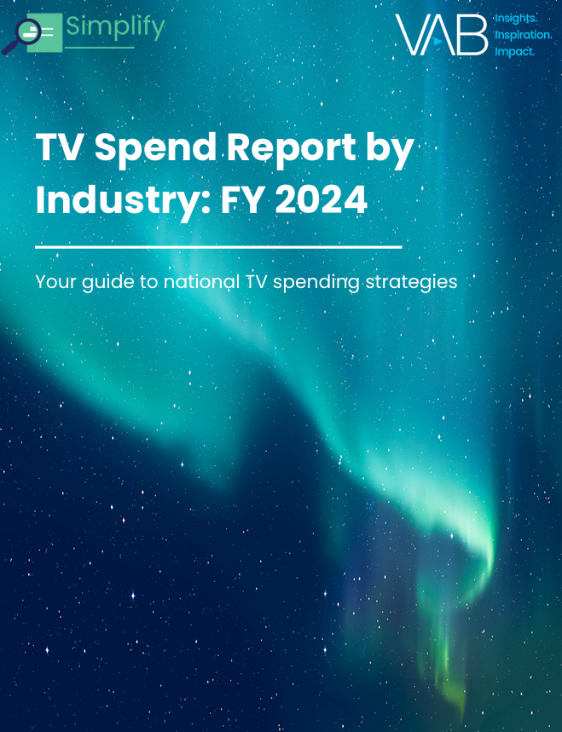 Simplify
VAB
Insights.
Inspiration.
Impact.
TV Spend Report by
Industry: FY 2024
Your guide to national TV spending strategies